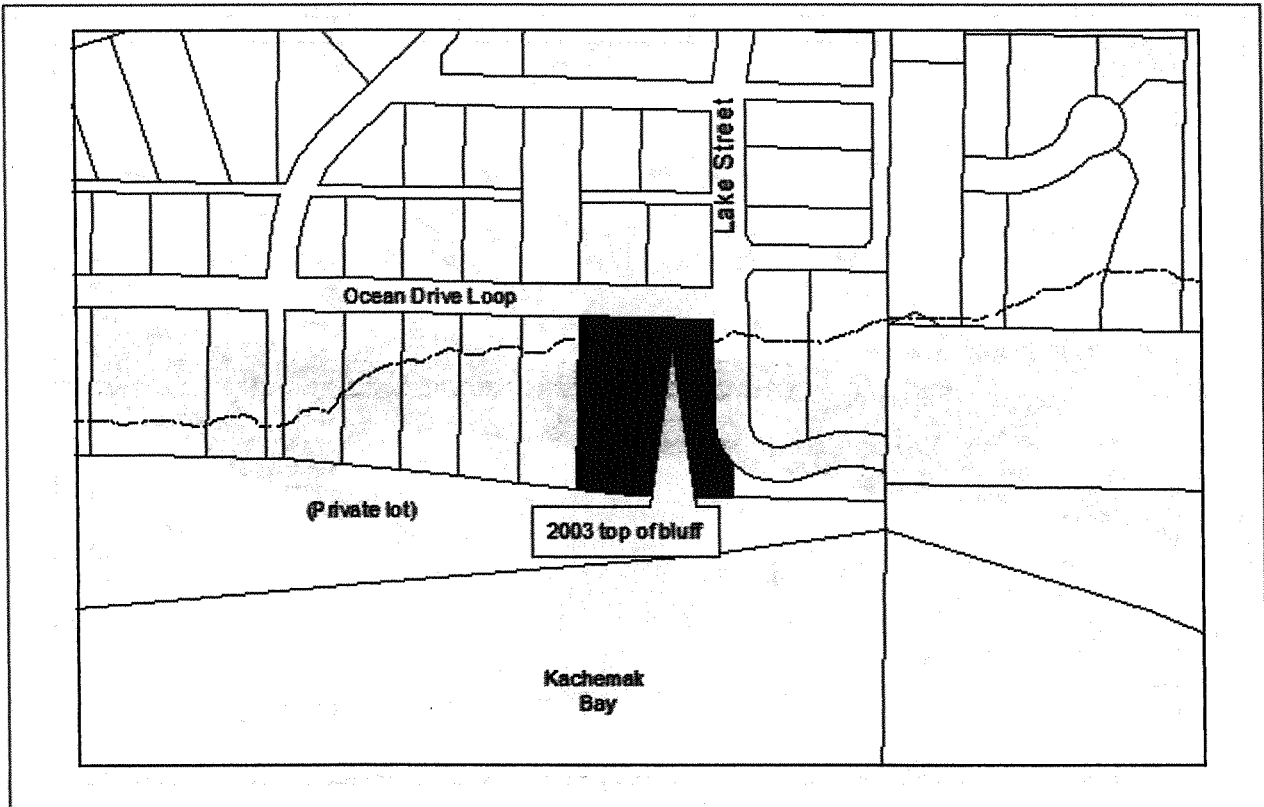 Lake Street
Ocean Drive Loop
(Private lot)
2003 top of bluff
Kachemak
Bay